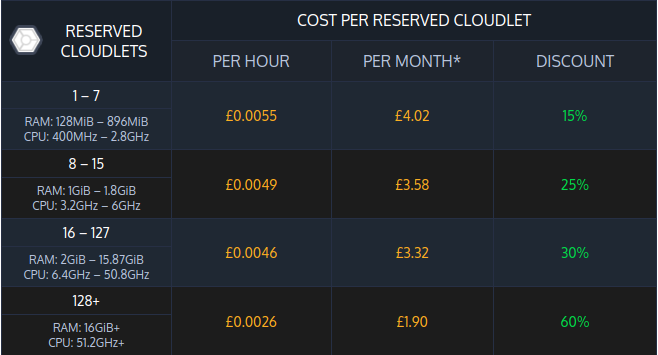 RESERVED
CLOUDLETS
COST PER RESERVED CLOUDLET
PER HOUR
PER MONTH*
DISCOUNT
1 – 7
RAM: 128MiB – 896MiB
CPU: 400MHz – 2.8GHz
£0.0055
£4.02
15%
8 – 15
RAM: 1GiB – 1.8GiB
CPU: 3.2GHz – 6GHz
£0.0049
£3.58
25%
16 – 127
RAM: 2GiB – 15.87GiB
CPU: 6.4GHz – 50.8GHz
£0.0046
£3.32
30%
128+
RAM: 16GiB+
CPU: 51.2GHz+
£0.0026
£1.90
60%